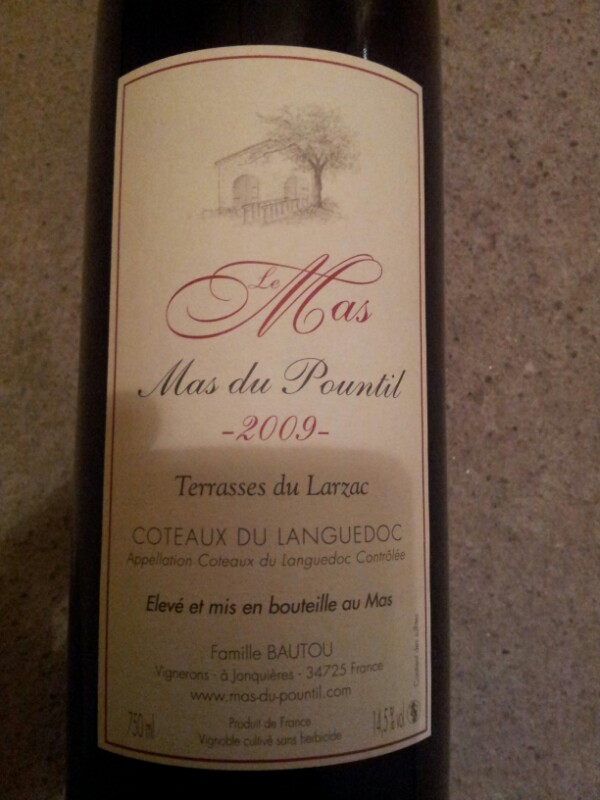 Le Mas
Mas du Pountil
-2009-
Terrasses du Larzac
COTEAUX DU LANGUEDOC
Appellation Coteaux du Languedoc Contrôlée
Elevé et mis en bouteille au Mas
Famille BAUTOU
Vignerons - à Jonquières - 34725 France
www.mas-du-pountil.com
750 ml
Produit de France
14,5% vol
Vignoble cultivé sans herbicide